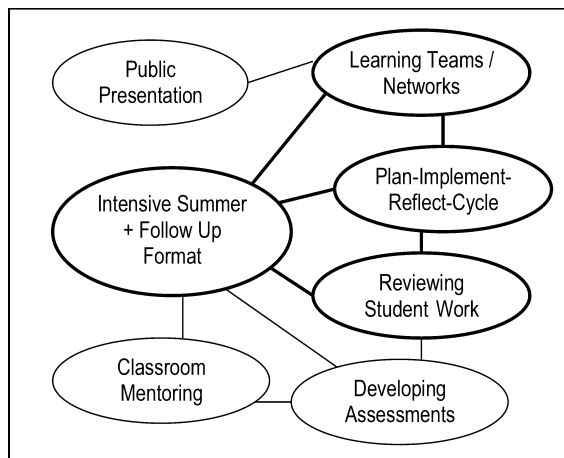 Public
Presentation
Learning Teams /
Networks
Plan-Implement-
Reflect-Cycle
Intensive Summer
+ Follow Up
Format
Reviewing
Student Work
Classroom
Mentoring
Developing
Assessments